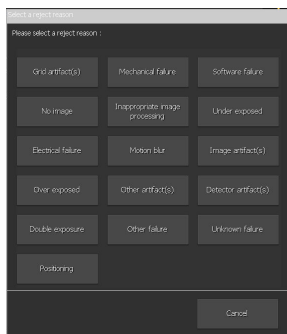 Select a reject reason
Please select a reject reason :
Grid artifact(s)
Mechanical failure
Software failure
No image
Inappropriate image
processing
Under exposed
Electrical failure
Motion blur
Image artifact(s)
Over exposed
Other artifact(s)
Detector artifact(s)
Double exposure
Other failure
Unknown failure
Positioning
Cancel